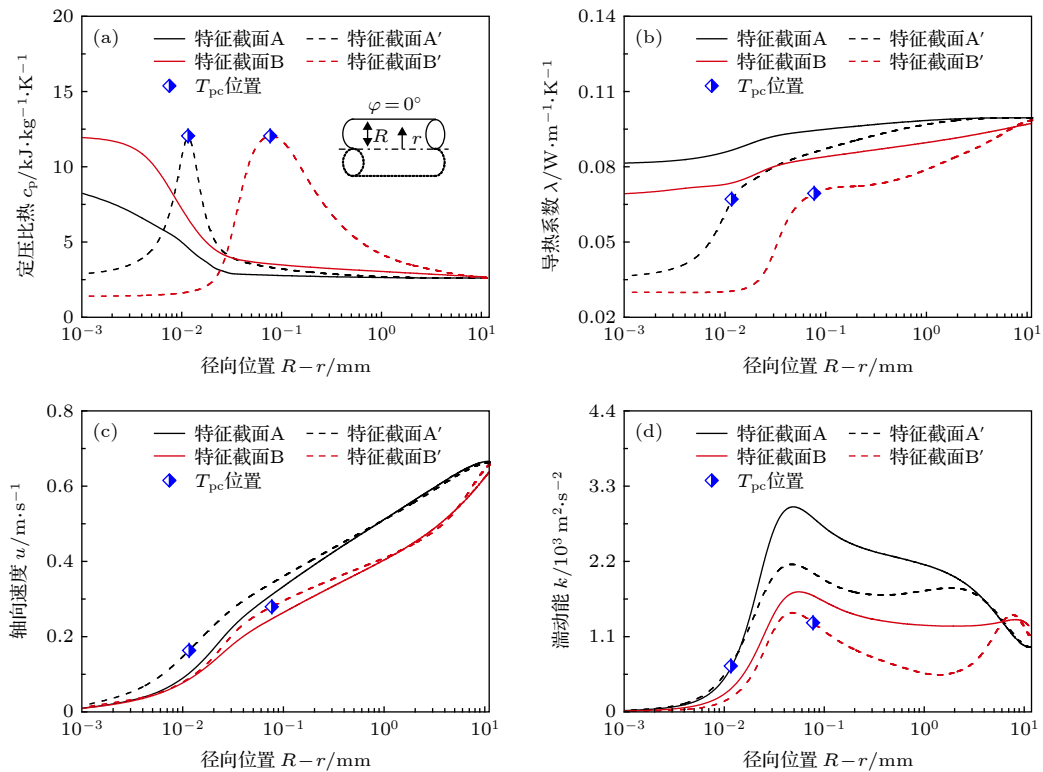 (a)
特征截面A
特征截面A′
特征截面B
特征截面B′
T_pc位置
φ=0°
R
r
20
15
10
5
0
定压比热 c_p/kJ·kg⁻¹·K⁻¹
10⁻³
10⁻²
10⁻¹
10⁰
10¹
径向位置 R−r/mm
(b)
特征截面A
特征截面A′
特征截面B
特征截面B′
T_pc位置
0.14
0.11
0.08
0.05
0.02
导热系数 λ/W·m⁻¹·K⁻¹
10⁻³
10⁻²
10⁻¹
10⁰
10¹
径向位置 R−r/mm
(c)
特征截面A
特征截面A′
特征截面B
特征截面B′
T_pc位置
0.8
0.6
0.4
0.2
0
轴向速度 u/m·s⁻¹
10⁻³
10⁻²
10⁻¹
10⁰
10¹
径向位置 R−r/mm
(d)
特征截面A
特征截面A′
特征截面B
特征截面B′
T_pc位置
4.4
3.3
2.2
1.1
0
湍动能 k/10³ m²·s⁻²
10⁻³
10⁻²
10⁻¹
10⁰
10¹
径向位置 R−r/mm